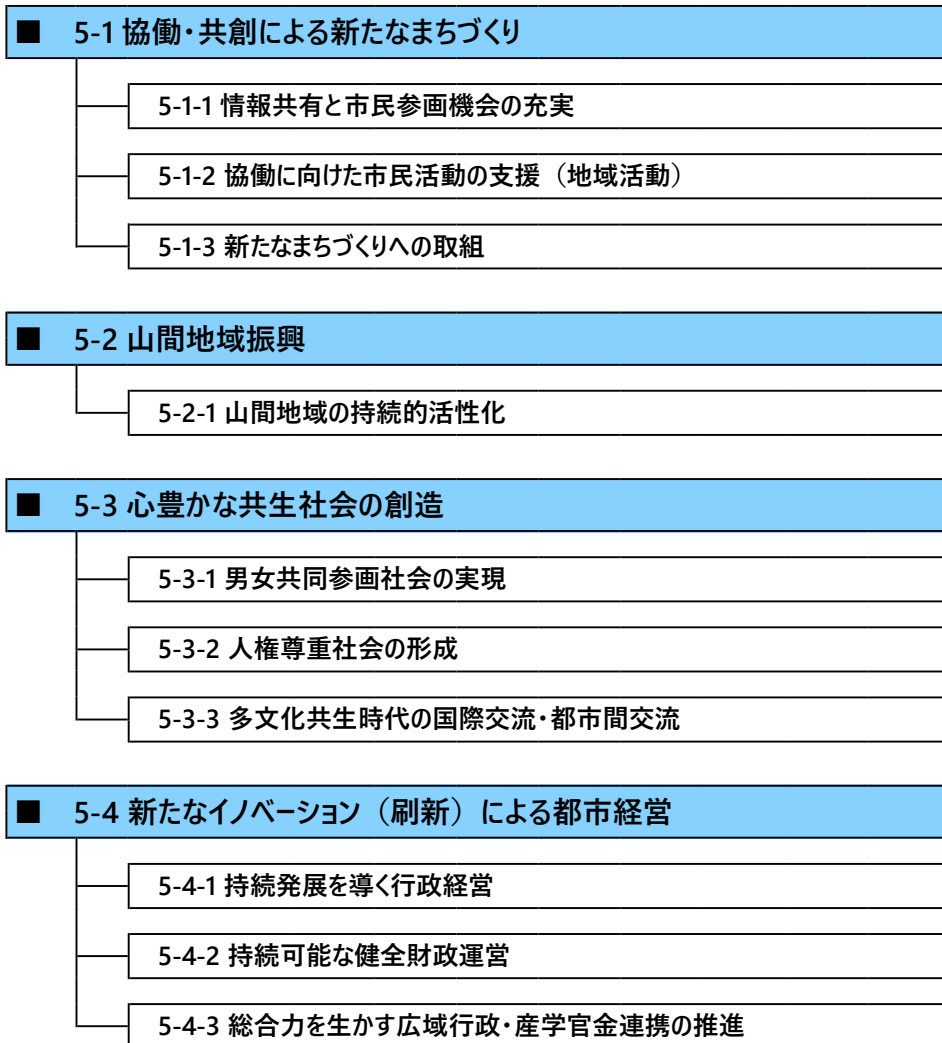 ■ 5-1 協働・共創による新たなまちづくり
5-1-1 情報共有と市民参画機会の充実
5-1-2 協働に向けた市民活動の支援（地域活動）
5-1-3 新たなまちづくりへの取組
■ 5-2 山間地域振興
5-2-1 山間地域の持続的活性化
■ 5-3 心豊かな共生社会の創造
5-3-1 男女共同参画社会の実現
5-3-2 人権尊重社会の形成
5-3-3 多文化共生時代の国際交流・都市間交流
■ 5-4 新たなイノベーション（刷新）による都市経営
5-4-1 持続発展を導く行政経営
5-4-2 持続可能な健全財政運営
5-4-3 総合力を生かす広域行政・産学官金連携の推進